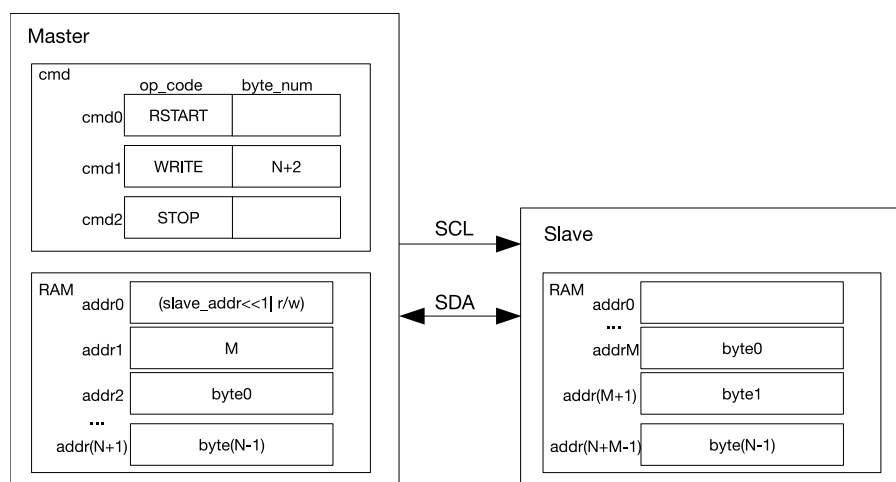 Master
cmd
op_code byte_num
cmd0 RSTART
cmd1 WRITE N+2
cmd2 STOP
RAM
addr0 (slave_addr<<1| r/w)
addr1 M
addr2 byte0
...
addr(N+1) byte(N-1)
SCL
SDA
Slave
RAM
addr0
...
addrM byte0
addr(M+1) byte1
addr(N+M-1) byte(N-1)